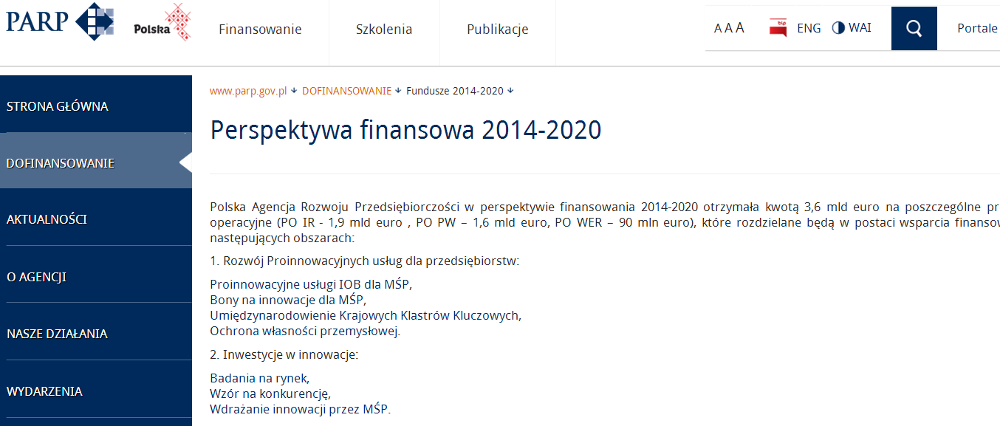 PARP
Polska
Finansowanie
Szkolenia
Publikacje
A A A
bip
ENG
WAI
Portale
STRONA GŁÓWNA
DOFINANSOWANIE
AKTUALNOŚCI
O AGENCJI
NASZE DZIAŁANIA
WYDARZENIA
www.parp.gov.pl DOFINANSOWANIE Fundusze 2014-2020
Perspektywa finansowa 2014-2020
Polska Agencja Rozwoju Przedsiębiorczości w perspektywie finansowania 2014-2020 otrzymała kwotą 3,6 mld euro na poszczególne pr
operacyjne (PO IR - 1,9 mld euro , PO PW – 1,6 mld euro, PO WER – 90 mln euro), które rozdzielane będą w postaci wsparcia finansow
następujących obszarach:
1. Rozwój Proinnowacyjnych usług dla przedsiębiorstw:
Proinnowacyjne usługi IOB dla MŚP,
Bony na innowacje dla MŚP,
Umiędzynarodowienie Krajowych Klastrów Kluczowych,
Ochrona własności przemysłowej.
2. Inwestycje w innowacje:
Badania na rynek,
Wzór na konkurencję,
Wdrażanie innowacji przez MŚP.